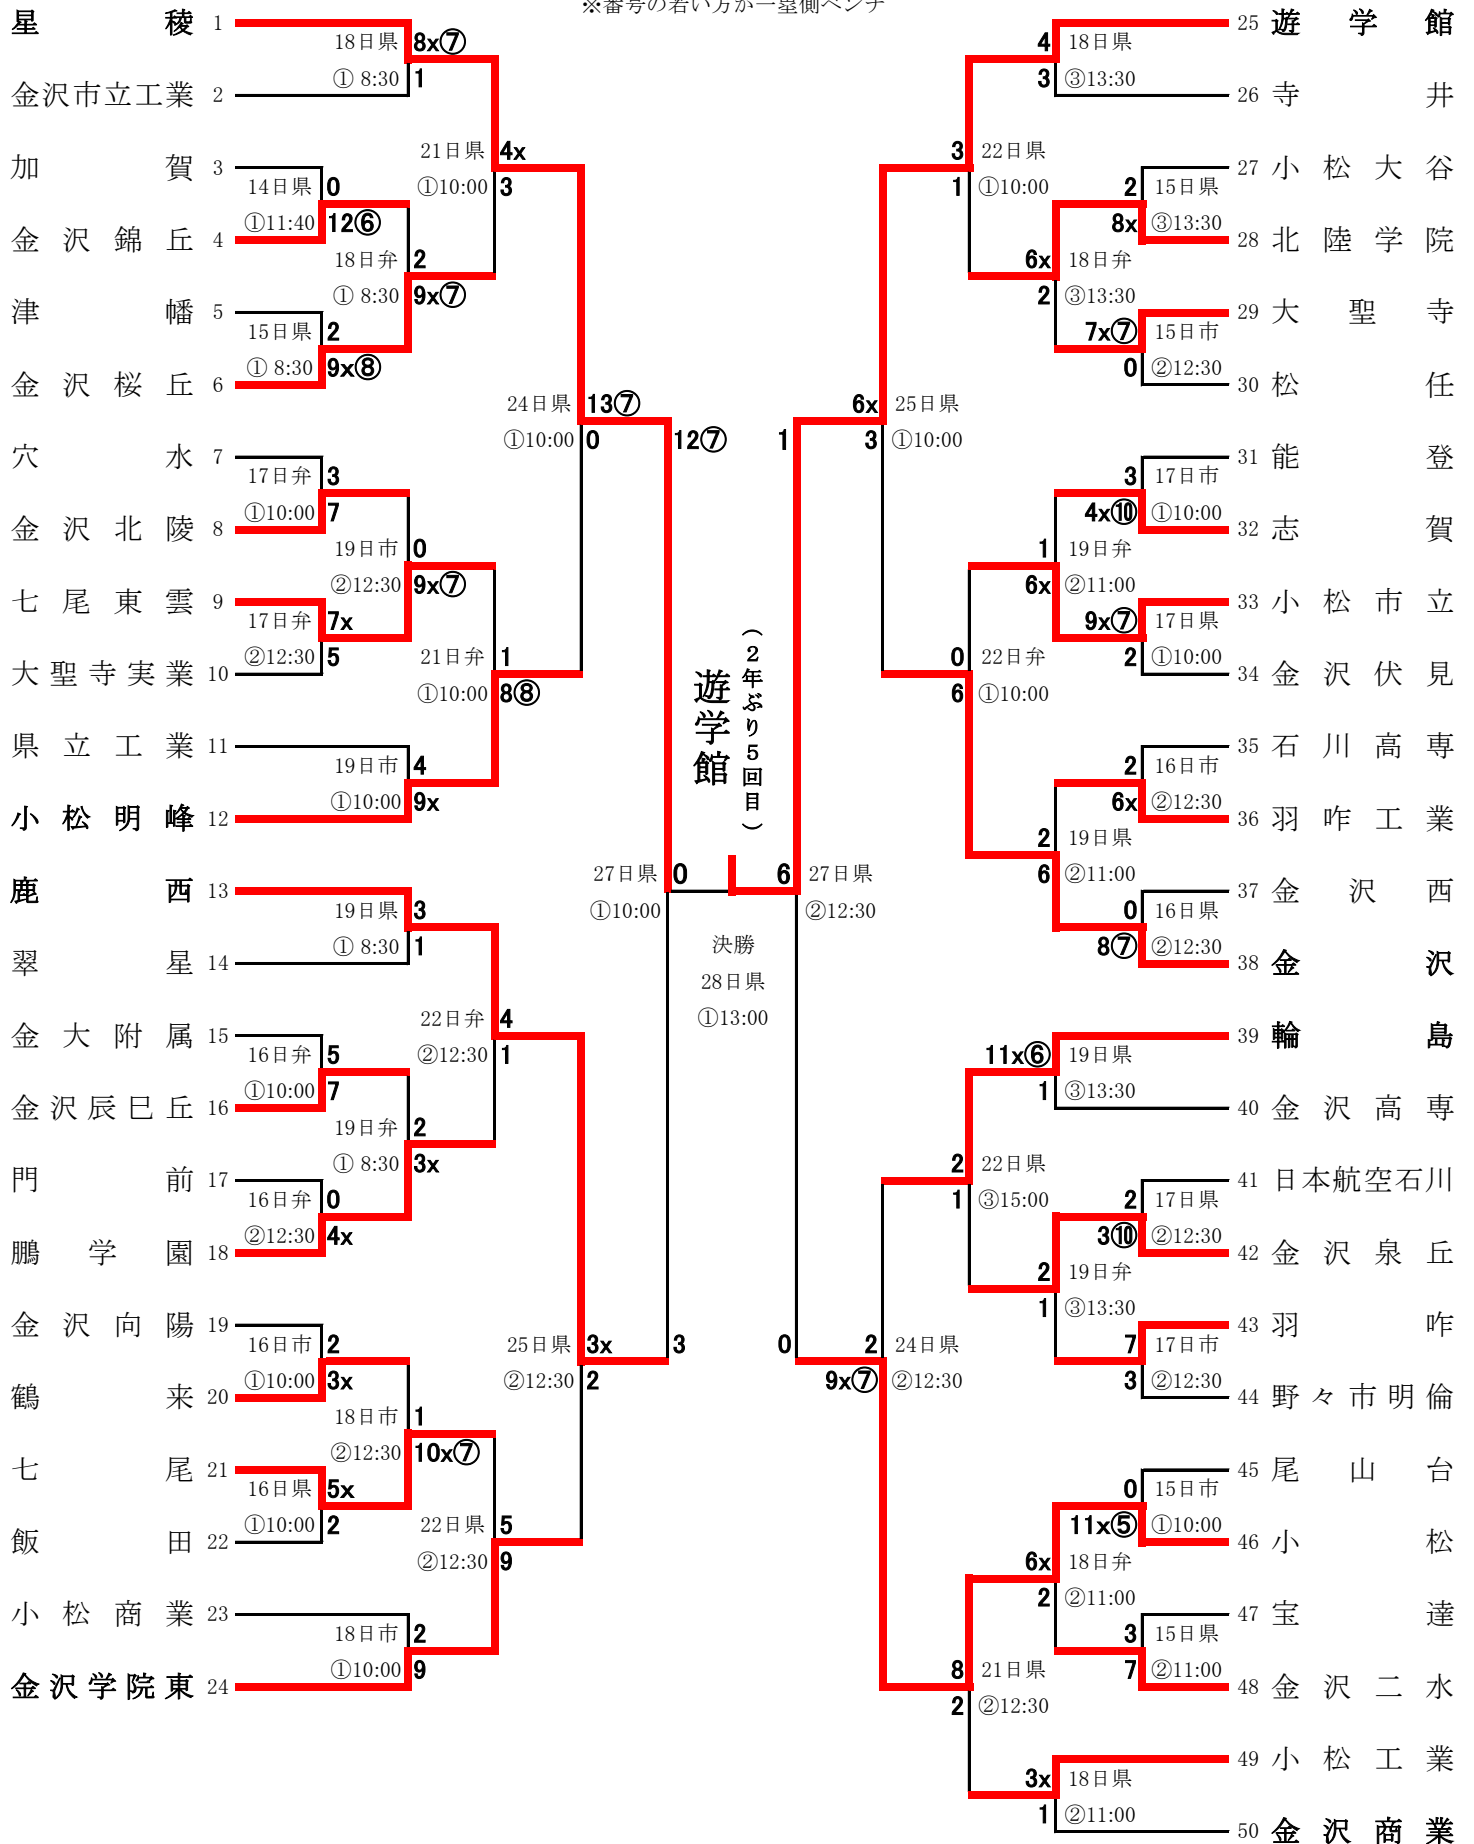 ※番号の若い方が一塁側ベンチ
星稜 1
18日県 8x⑦
① 8:30 1
金沢市立工業 2
21日県 4x
①10:00 3
加賀 3
14日県 0
①11:40 12⑥
金沢錦丘 4
18日弁 2
① 8:30 9x⑦
津幡 5
15日県 2
① 8:30 9x⑧
金沢桜丘 6
24日県 13⑦
①10:00 0
12⑦
穴水 7
17日弁 3
①10:00 7
金沢北陵 8
19日市 0
②12:30 9x⑦
七尾東雲 9
17日弁 7x
②12:30 5
大聖寺実業 10
21日弁 1
①10:00 8⑧
県立工業 11
19日市 4
①10:00 9x
小松明峰 12
27日県 0
①10:00
鹿西 13
19日県 3
① 8:30 1
翠星 14
22日弁 4
②12:30 1
金大附属 15
16日弁 5
①10:00 7
金沢辰巳丘 16
19日弁 2
① 8:30 3x
門前 17
16日弁 0
②12:30 4x
鵬学園 18
25日県 3x
②12:30 2
3
金沢向陽 19
16日市 2
①10:00 3x
鶴来 20
18日市 1
②12:30 10x⑦
七尾 21
16日県 5x
①10:00 2
飯田 22
22日県 5
②12:30 9
小松商業 23
18日市 2
①10:00 9
金沢学院東 24
遊学館
(2年ぶり5回目)
決勝
28日県
①13:00
25 遊学館
4 18日県
3 ③13:30
26 寺井
3 22日県
1 ①10:00
27 小松大谷
2 15日県
8x ③13:30
28 北陸学院
6x 18日弁
2 ③13:30
29 大聖寺
7x⑦ 15日市
0 ②12:30
30 松任
6x 25日県
3 ①10:00
1
31 能登
3 17日市
4x⑩ ①10:00
32 志賀
1 19日弁
6x ②11:00
33 小松市立
9x⑦ 17日県
2 ①10:00
34 金沢伏見
0 22日弁
6 ①10:00
35 石川高専
2 16日市
6x ②12:30
36 羽咋工業
2 19日県
6 ②11:00
37 金沢西
0 16日県
8⑦ ②12:30
38 金沢
6 27日県
②12:30
39 輪島
11x⑥ 19日県
1 ③13:30
40 金沢高専
2 22日県
1 ③15:00
41 日本航空石川
2 17日県
3⑩ ②12:30
42 金沢泉丘
2 19日弁
1 ③13:30
43 羽咋
7 17日市
3 ②12:30
44 野々市明倫
0
2 24日県
9x⑦ ②12:30
45 尾山台
0 15日市
11x⑤ ①10:00
46 小松
6x 18日弁
2 ②11:00
47 宝達
3 15日県
7 ②11:00
48 金沢二水
8 21日県
2 ②12:30
49 小松工業
3x 18日県
1 ②11:00
50 金沢商業